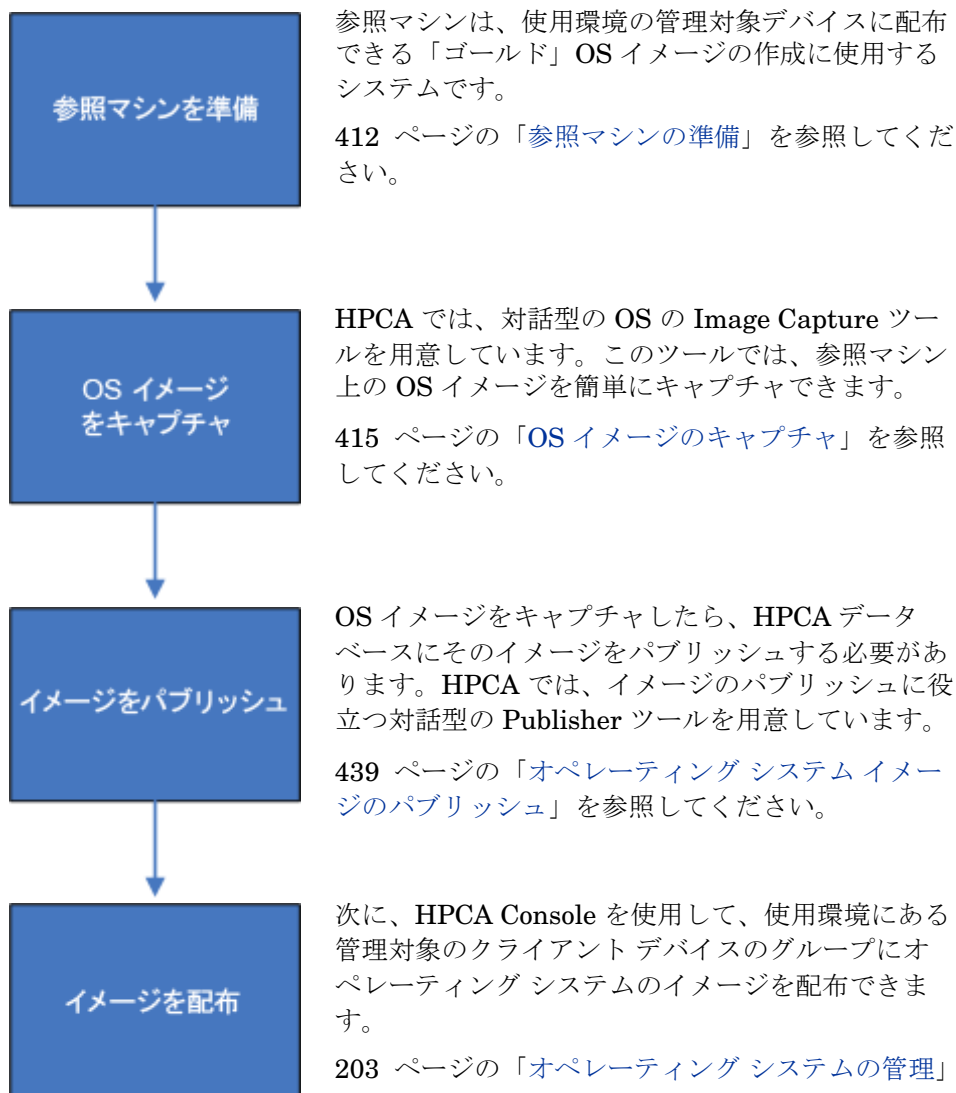 参照マシンを準備
参照マシンは、使用環境の管理対象デバイスに配布
できる「ゴールド」OS イメージの作成に使用する
システムです。
412 ページの「参照マシンの準備」を参照してくだ
さい。
OS イメージ
をキャプチャ
HPCA では、対話型の OS の Image Capture ツー
ルを用意しています。このツールでは、参照マシン
上の OS イメージを簡単にキャプチャできます。
415 ページの「OS イメージのキャプチャ」を参照
してください。
イメージをパブリッシュ
OS イメージをキャプチャしたら、HPCA データ
ベースにそのイメージをパブリッシュする必要があ
ります。HPCA では、イメージのパブリッシュに役
立つ対話型の Publisher ツールを用意しています。
439 ページの「オペレーティング システム イメー
ジのパブリッシュ」を参照してください。
イメージを配布
次に、HPCA Console を使用して、使用環境にある
管理対象のクライアント デバイスのグループにオ
ペレーティング システムのイメージを配布できま
す。
203 ページの「オペレーティング システムの管理」